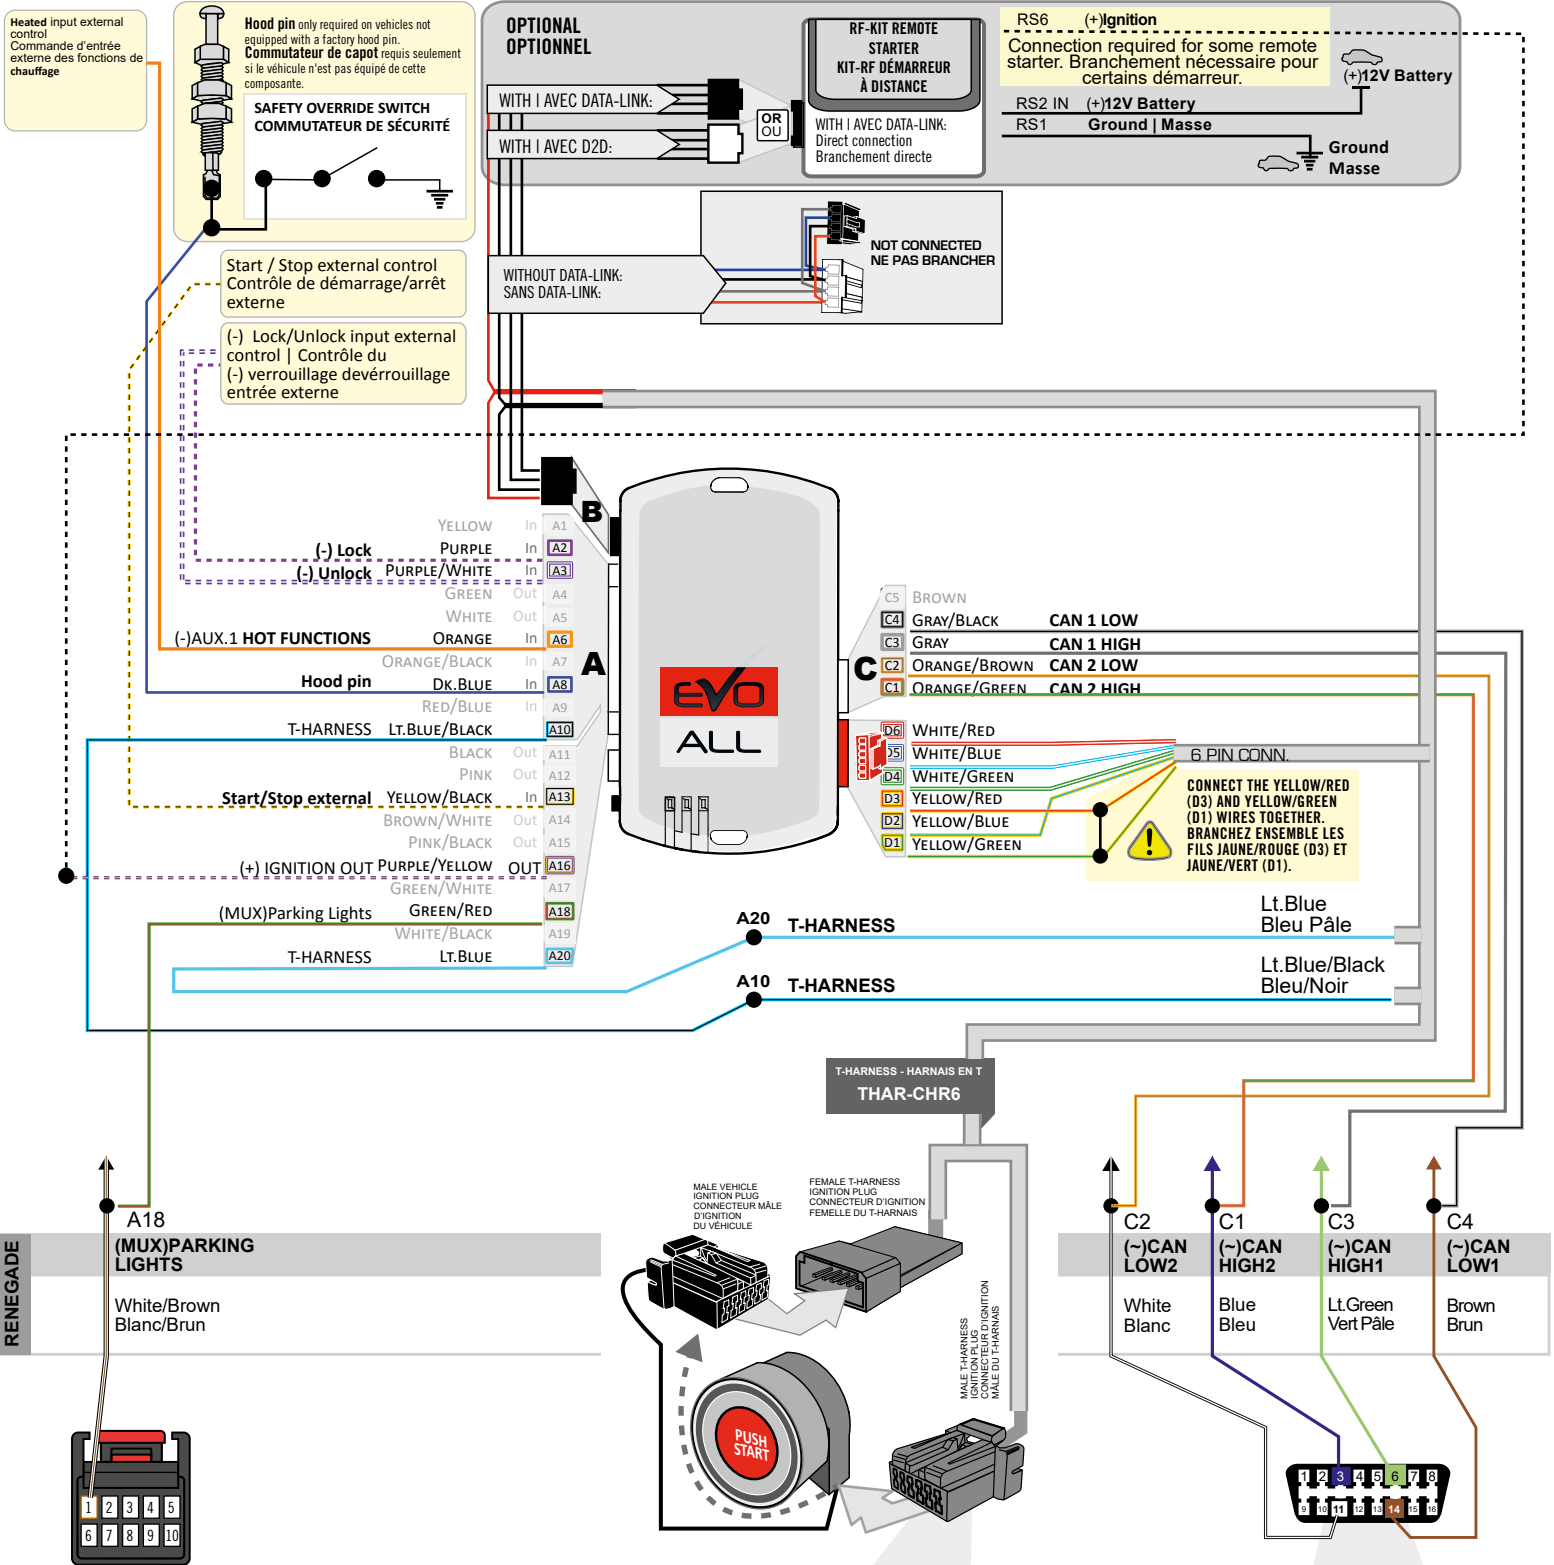 Heated input external
control
Commande d'entrée
externe des fonctions de
chauffage
Hood pin only required on vehicles not
equipped with a factory hood pin.
Commutateur de capot requis seulement
si le véhicule n'est pas équipé de cette
composante.
SAFETY OVERRIDE SWITCH
COMMUTATEUR DE SÉCURITÉ
OPTIONAL
OPTIONNEL
WITH | AVEC DATA-LINK:
WITH | AVEC D2D:
OR
OU
RF-KIT REMOTE
STARTER
KIT-RF DÉMARREUR
À DISTANCE
WITH | AVEC DATA-LINK:
Direct connection
Branchement directe
RS6 (+)Ignition
Connection required for some remote
starter. Branchement nécessaire pour
certains démarreur.
(+)12V Battery
RS2 IN (+)12V Battery
RS1 Ground | Masse
Ground
Masse
Start / Stop external control
Contrôle de démarrage/arrêt
externe
(-) Lock/Unlock input external
control | Contrôle du
(-) verrouillage devérrouillage
entrée externe
WITHOUT DATA-LINK:
SANS DATA-LINK:
NOT CONNECTED
NE PAS BRANCHER
B
YELLOW In A1
(-) Lock PURPLE In A2
(-) Unlock PURPLE/WHITE In A3
GREEN Out A4
WHITE Out A5
(-)AUX.1 HOT FUNCTIONS ORANGE In A6
ORANGE/BLACK In A7
Hood pin DK.BLUE In A8
RED/BLUE In A9
T-HARNESS LT.BLUE/BLACK A10
BLACK Out A11
PINK Out A12
Start/Stop external YELLOW/BLACK In A13
BROWN/WHITE Out A14
PINK/BLACK Out A15
(+) IGNITION OUT PURPLE/YELLOW OUT A16
GREEN/WHITE A17
(MUX)Parking Lights GREEN/RED A18
WHITE/BLACK A19
T-HARNESS LT.BLUE A20
A
EVO
ALL
C
C5 BROWN
C4 GRAY/BLACK CAN 1 LOW
C3 GRAY CAN 1 HIGH
C2 ORANGE/BROWN CAN 2 LOW
C1 ORANGE/GREEN CAN 2 HIGH
D6 WHITE/RED
D5 WHITE/BLUE
D4 WHITE/GREEN
D3 YELLOW/RED
D2 YELLOW/BLUE
D1 YELLOW/GREEN
6 PIN CONN.
CONNECT THE YELLOW/RED
(D3) AND YELLOW/GREEN
(D1) WIRES TOGETHER.
BRANCHEZ ENSEMBLE LES
FILS JAUNE/ROUGE (D3) ET
JAUNE/VERT (D1).
A20 T-HARNESS
Lt.Blue
Bleu Pâle
A10 T-HARNESS
Lt.Blue/Black
Bleu/Noir
T-HARNESS - HARNAIS EN T
THAR-CHR6
MALE VEHICLE
IGNITION PLUG
CONNECTEUR MÂLE
D'IGNITION
DU VÉHICULE
FEMALE T-HARNESS
IGNITION PLUG
CONNECTEUR D'IGNITION
FEMELLE DU T-HARNAIS
MALE T-HARNESS
IGNITION PLUG
CONNECTEUR D'IGNITION
MÂLE DU T-HARNAIS
PUSH
START
RENEGADE
A18
(MUX)PARKING
LIGHTS
White/Brown
Blanc/Brun
1 2 3 4 5
6 7 8 9 10
C2
(~)CAN
LOW2
White
Blanc
C1
(~)CAN
HIGH2
Blue
Bleu
C3
(~)CAN
HIGH1
Lt.Green
Vert Pâle
C4
(~)CAN
LOW1
Brown
Brun
1 2 3 4 5 6 7 8
9 10 11 12 13 14 15 16